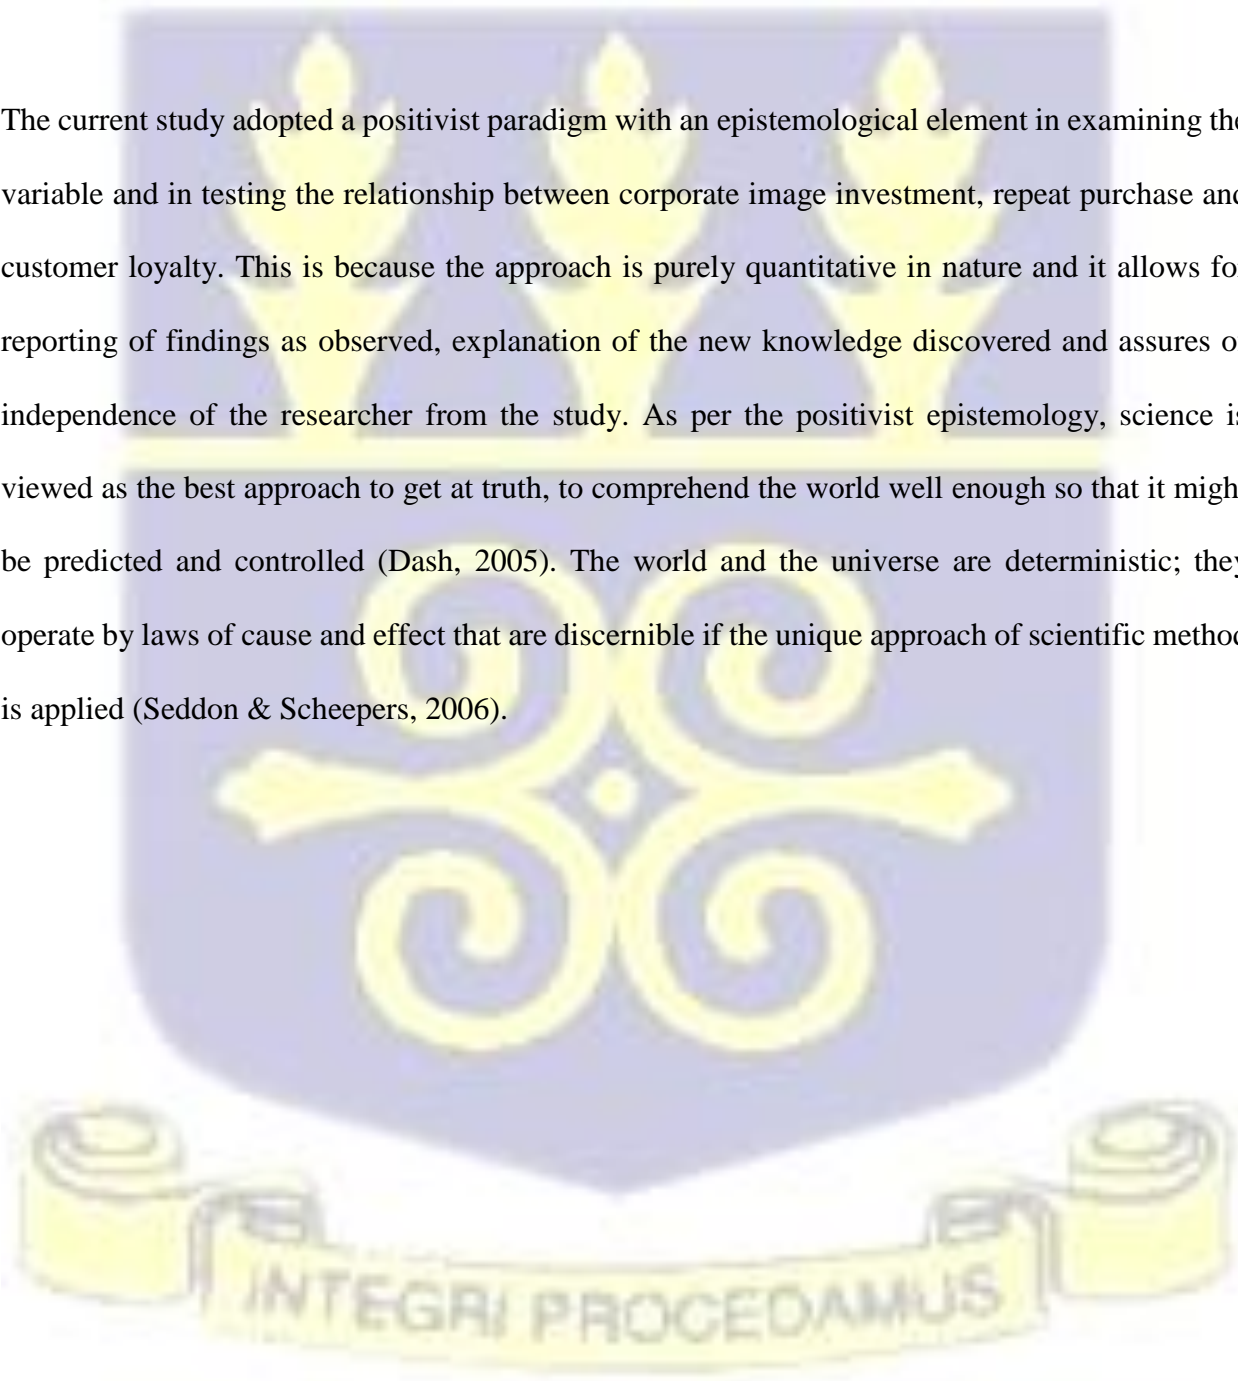 The current study adopted a positivist paradigm with an epistemological element in examining the
variable and in testing the relationship between corporate image investment, repeat purchase and
customer loyalty. This is because the approach is purely quantitative in nature and it allows for
reporting of findings as observed, explanation of the new knowledge discovered and assures of
independence of the researcher from the study. As per the positivist epistemology, science is
viewed as the best approach to get at truth, to comprehend the world well enough so that it might
be predicted and controlled (Dash, 2005). The world and the universe are deterministic; they
operate by laws of cause and effect that are discernible if the unique approach of scientific method
is applied (Seddon & Scheepers, 2006).
INTEGRI PROCEDAMUS